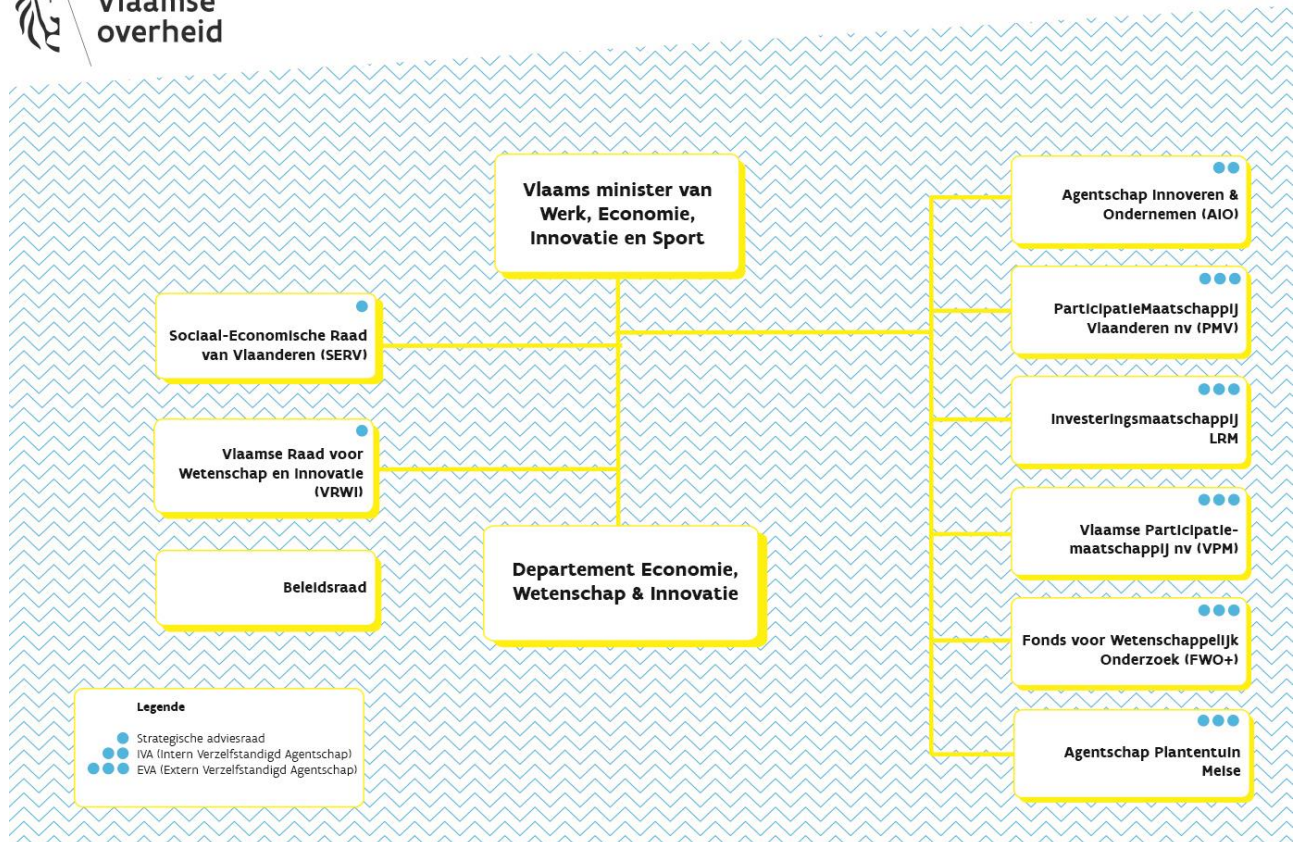 Vlaamse
overheid
Vlaams minister van
Werk, Economie,
Innovatie en Sport
Sociaal-Economische Raad
van Vlaanderen (SERV)
Vlaamse Raad voor
Wetenschap en Innovatie
(VRWI)
Beleidsraad
Departement Economie,
Wetenschap & Innovatie
Agentschap Innoveren &
Ondernemen (AIO)
ParticipatieMaatschappij
Vlaanderen nv (PMV)
Investeringsmaatschappij
LRM
Vlaamse Participatie-
maatschappij nv (VPM)
Fonds voor Wetenschappelijk
Onderzoek (FWO+)
Agentschap Plantentuin
Meise
Legende
Strategische adviesraad
IVA (Intern Verzelfstandigd Agentschap)
EVA (Extern Verzelfstandigd Agentschap)